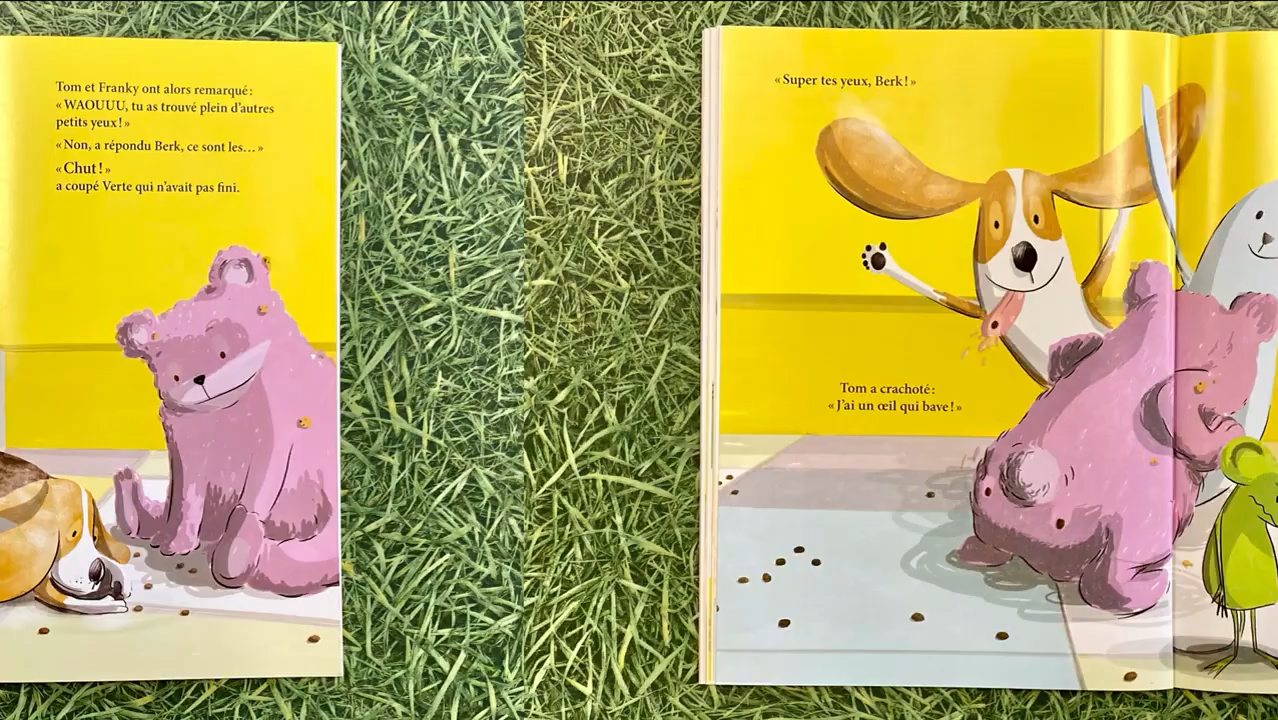 Tom et Franky ont alors remarqué :
« WAOUUU, tu as trouvé plein d’autres
petits yeux ! »
« Non, a répondu Berk, ce sont les… »
« Chut ! »
a coupé Verte qui n’avait pas fini.
« Super tes yeux, Berk ! »
Tom a crachoté :
« J’ai un œil qui bave ! »